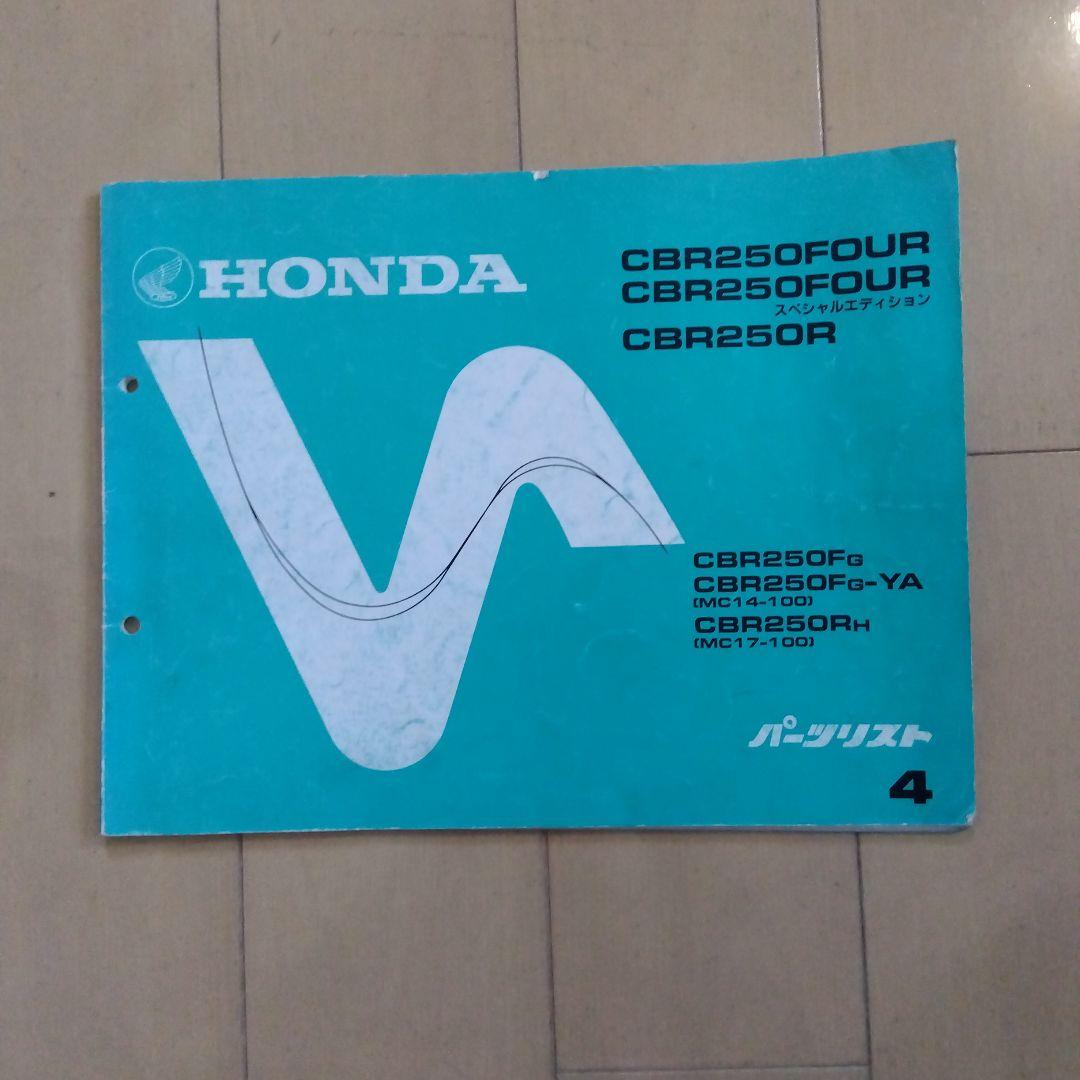 HONDA
CBR250FOUR
CBR250FOUR
スペシャルエディション
CBR250R
CBR250FG
CBR250FG-YA
(MC14-100)
CBR250RH
(MC17-100)
パーツリスト
4